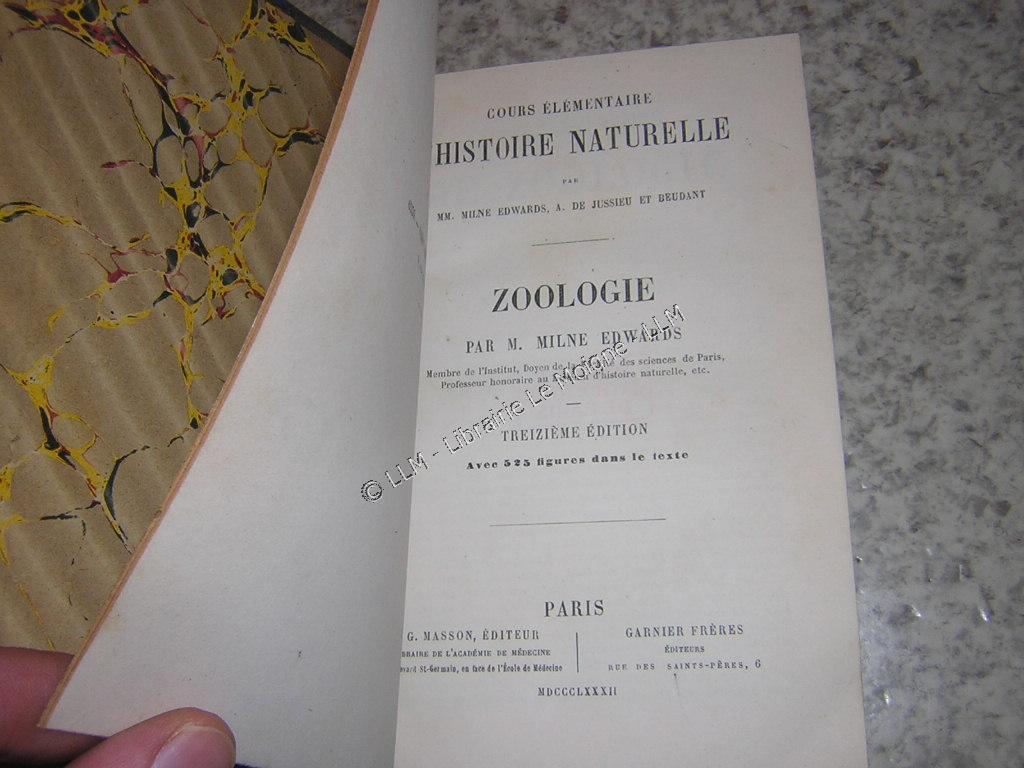 COURS ÉLÉMENTAIRE
HISTOIRE NATURELLE
PAR
MM. MILNE EDWARDS, A. DE JUSSIEU ET BEUDANT
ZOOLOGIE
PAR M. MILNE EDWARDS
Membre de l'Institut, Doyen de la des sciences de Paris,
Professeur honoraire au d'histoire naturelle, etc.
TREIZIÈME ÉDITION
Avec 525 figures dans le texte
© LLM - Librairie Le Moigne - LLM
PARIS
G. MASSON, ÉDITEUR
BRAIRE DE L'ACADÉMIE DE MÉDECINE
evard St-Germain, en face de l'École de Médecine
GARNIER FRÈRES
ÉDITEURS
RUE DES SAINTS-PÈRES, 6
MDCCCLXXXII